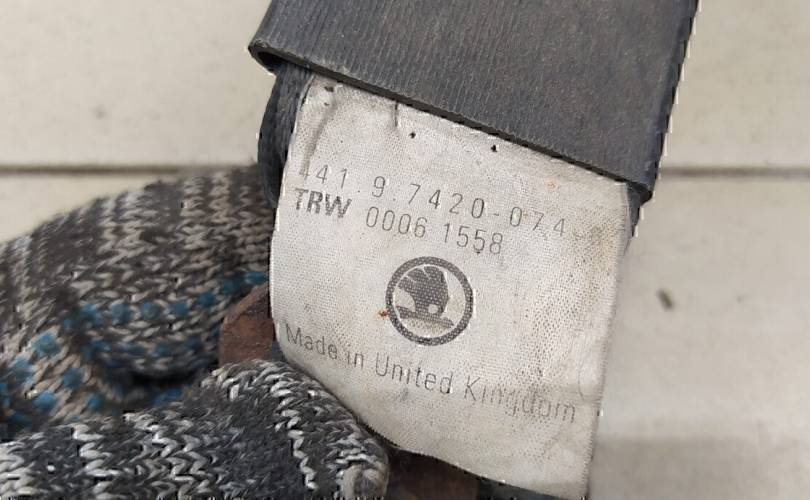 441.9.7420-074
TRW 0006 1558
Made in United Kingdom